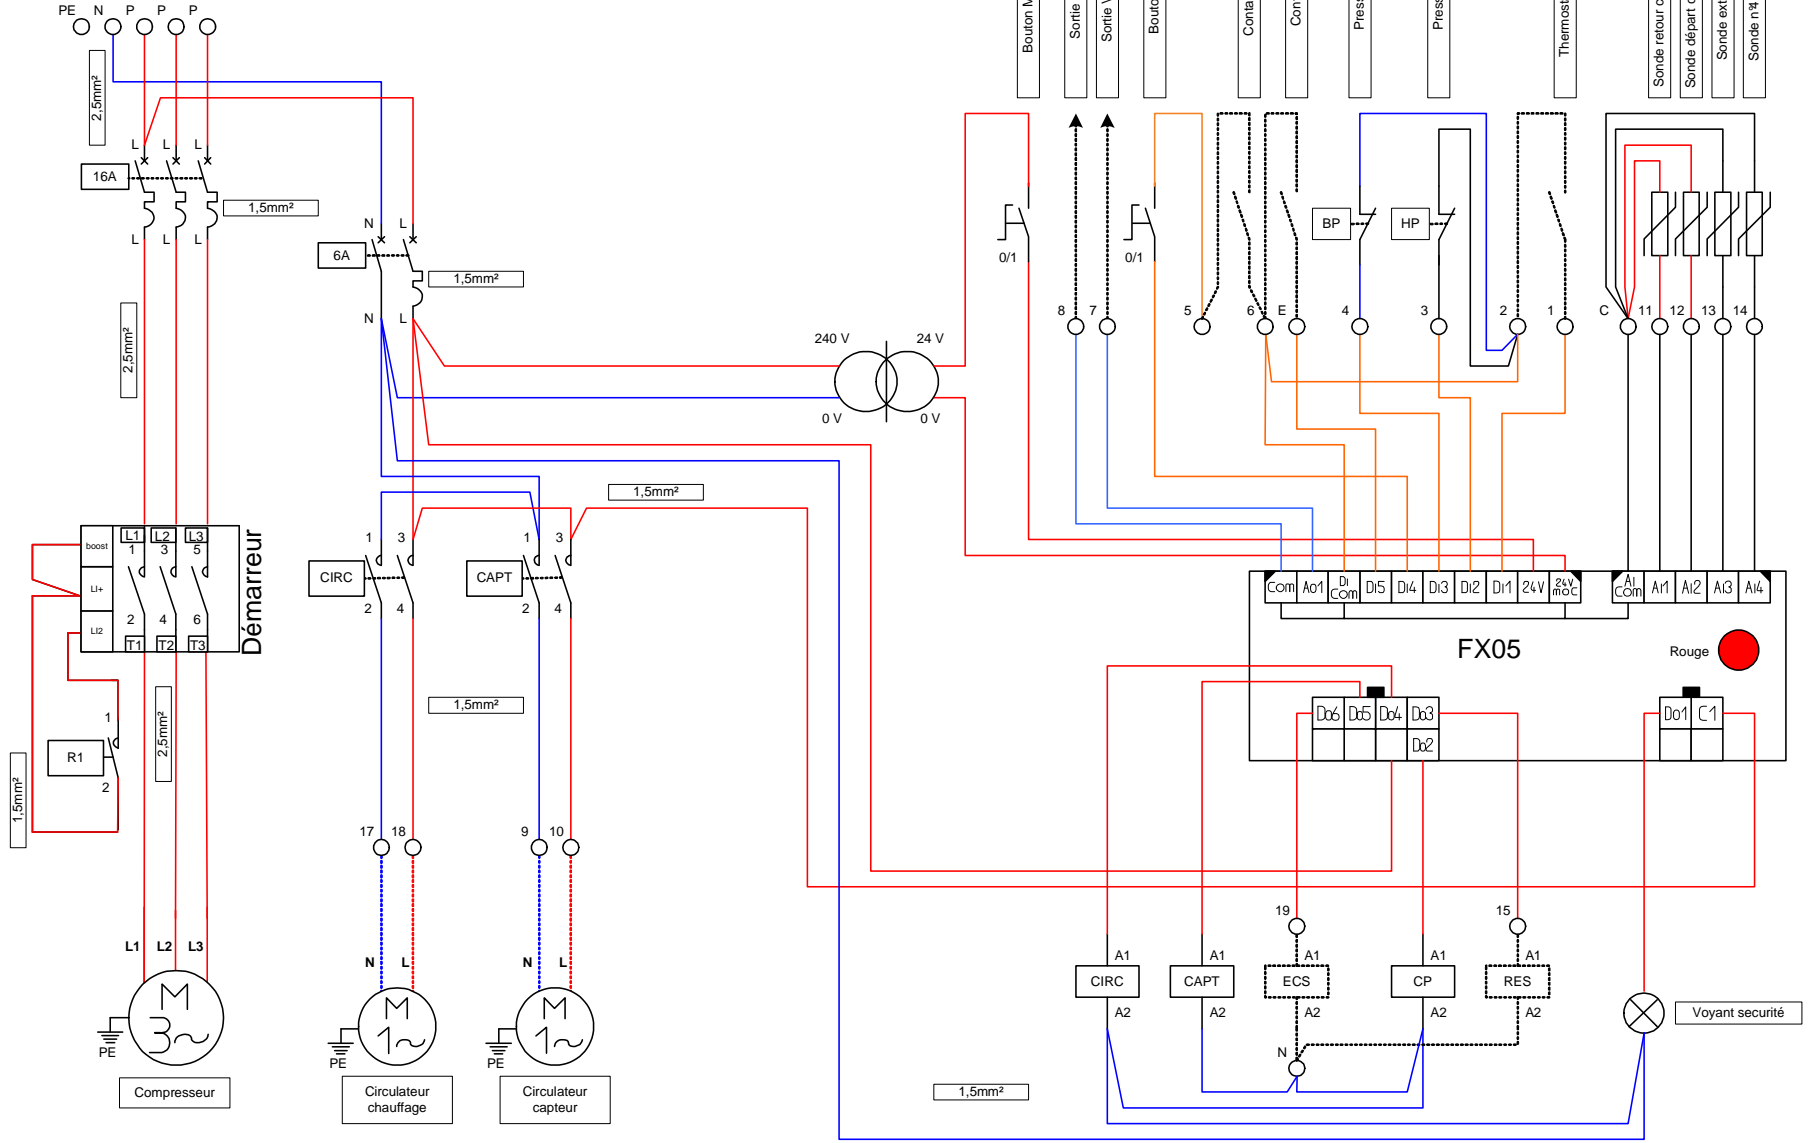 PE N P P P
2,5mm²
L L L
16A
1,5mm²
L L L
N L
6A
1,5mm²
N L
2,5mm²
240 V 24 V
0 V 0 V
Bouton
Sortie
Sortie
Conta
Press
Press
Thermost
Sonde retour
Sonde départ
Sonde ext
Sonde n°4
0/1
0/1
BP
HP
8 7 5 6 E 4 3 2 1 C 11 12 13 14
1,5mm²
boost
LI+
LI2
L1 L2 L3
1 3 5
2 4 6
T1 T2 T3
Démarreur
1 3
CIRC
2 4
1 3
CAPT
2 4
1,5mm²
Com Ao1 DI Com DI5 DI4 DI3 DI2 DI1 24V 24V moC
AI Com AI1 AI2 AI3 AI4
FX05
Rouge
Do6 Do5 Do4 Do3
Do2
Do1 C1
1
R1
2
2,5mm²
1,5mm²
17 18
9 10
19 15
L1 L2 L3
N L
N L
A1 A1 A1 A1 A1
CIRC CAPT ECS CP RES
A2 A2 A2 A2 A2
N
Voyant securité
M
3~
PE
Compresseur
M
1~
PE
Circulateur
chauffage
M
1~
PE
Circulateur
capteur
1,5mm²